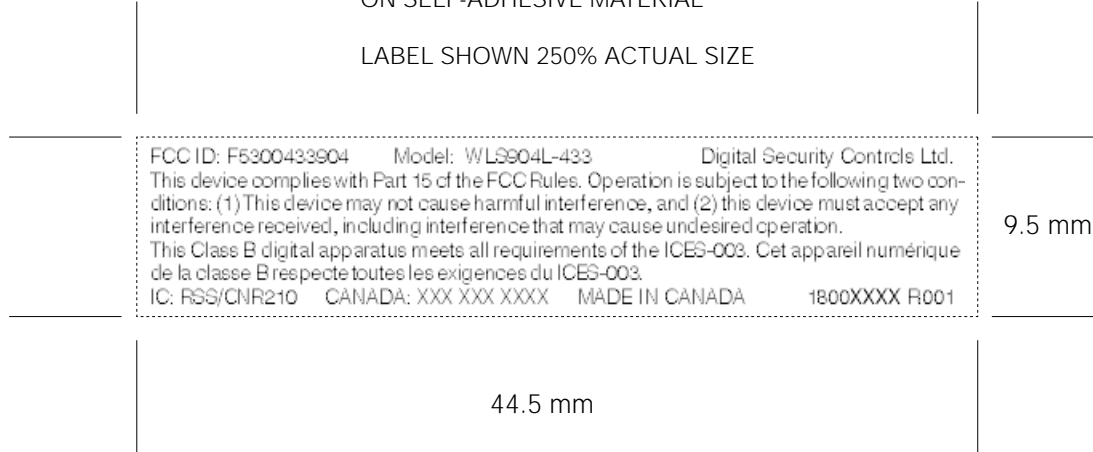 ON SELF-ADHESIVE MATERIAL
LABEL SHOWN 250% ACTUAL SIZE
FCC ID: F5300433904 Model: WLS904L-433 Digital Security Controls Ltd.
This device complies with Part 15 of the FCC Rules. Operation is subject to the following two con-
ditions: (1) This device may not cause harmful interference, and (2) this device must accept any
interference received, including interference that may cause undesired operation.
This Class B digital apparatus meets all requirements of the ICES-003. Cet appareil numérique
de la classe B respecte toutes les exigences du ICES-003.
IC: RSS/CNR210 CANADA: XXX XXX XXXX MADE IN CANADA 1800XXXX R001
9.5 mm
44.5 mm